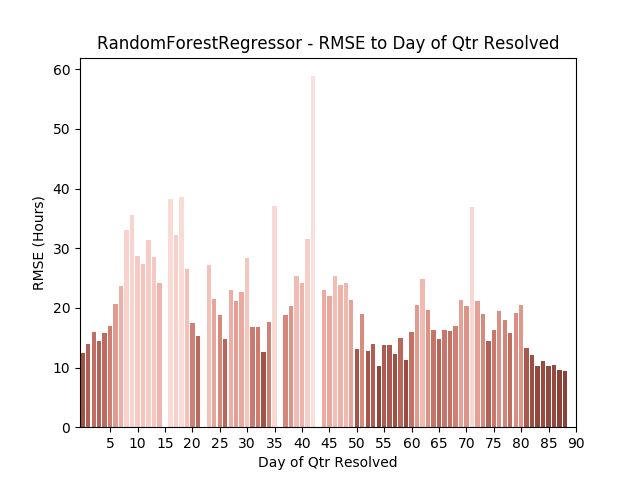 RandomForestRegressor - RMSE to Day of Qtr Resolved
60
50
40
30
20
10
0
RMSE (Hours)
5 10 15 20 25 30 35 40 45 50 55 60 65 70 75 80 85 90
Day of Qtr Resolved